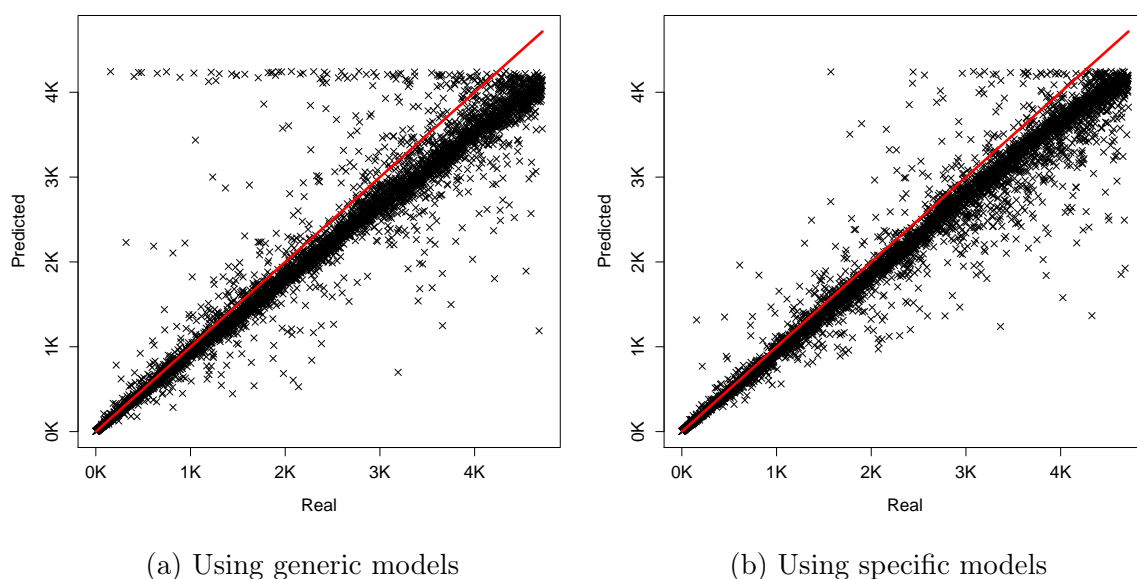 4K
3K
2K
1K
0K
Predicted
0K 1K 2K 3K 4K
Real
(a) Using generic models
4K
3K
2K
1K
0K
Predicted
0K 1K 2K 3K 4K
Real
(b) Using specific models